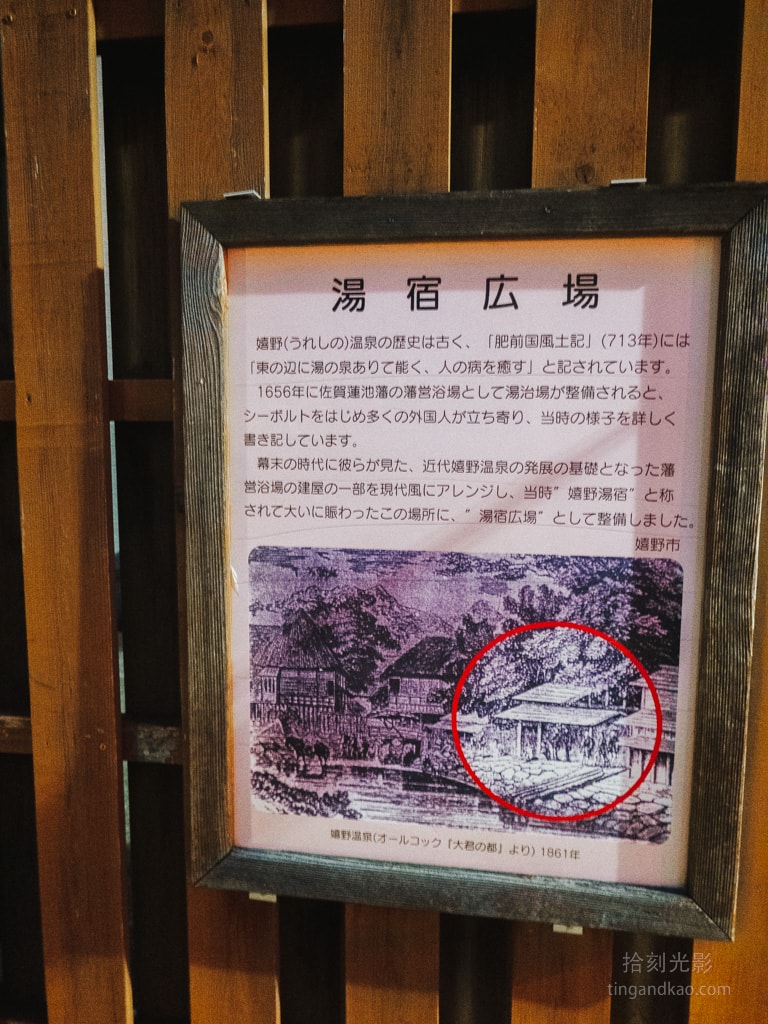 湯宿広場
嬉野(うれしの)温泉の歴史は古く、「肥前国風土記」(713年)には
「東の辺に湯の泉ありて能く、人の病を癒す」と記されています。
1656年に佐賀蓮池藩の藩営浴場として湯治場が整備されると、
シーボルトをはじめ多くの外国人が立ち寄り、当時の様子を詳しく
書き記しています。
幕末の時代に彼らが見た、近代嬉野温泉の発展の基礎となった藩
営浴場の建屋の一部を現代風にアレンジし、当時”嬉野湯宿”と称
されて大いに賑わったこの場所に、”湯宿広場”として整備しました。
嬉野市
嬉野温泉(オールコック「大君の都」より) 1861年
拾刻光影
tingandkao.com